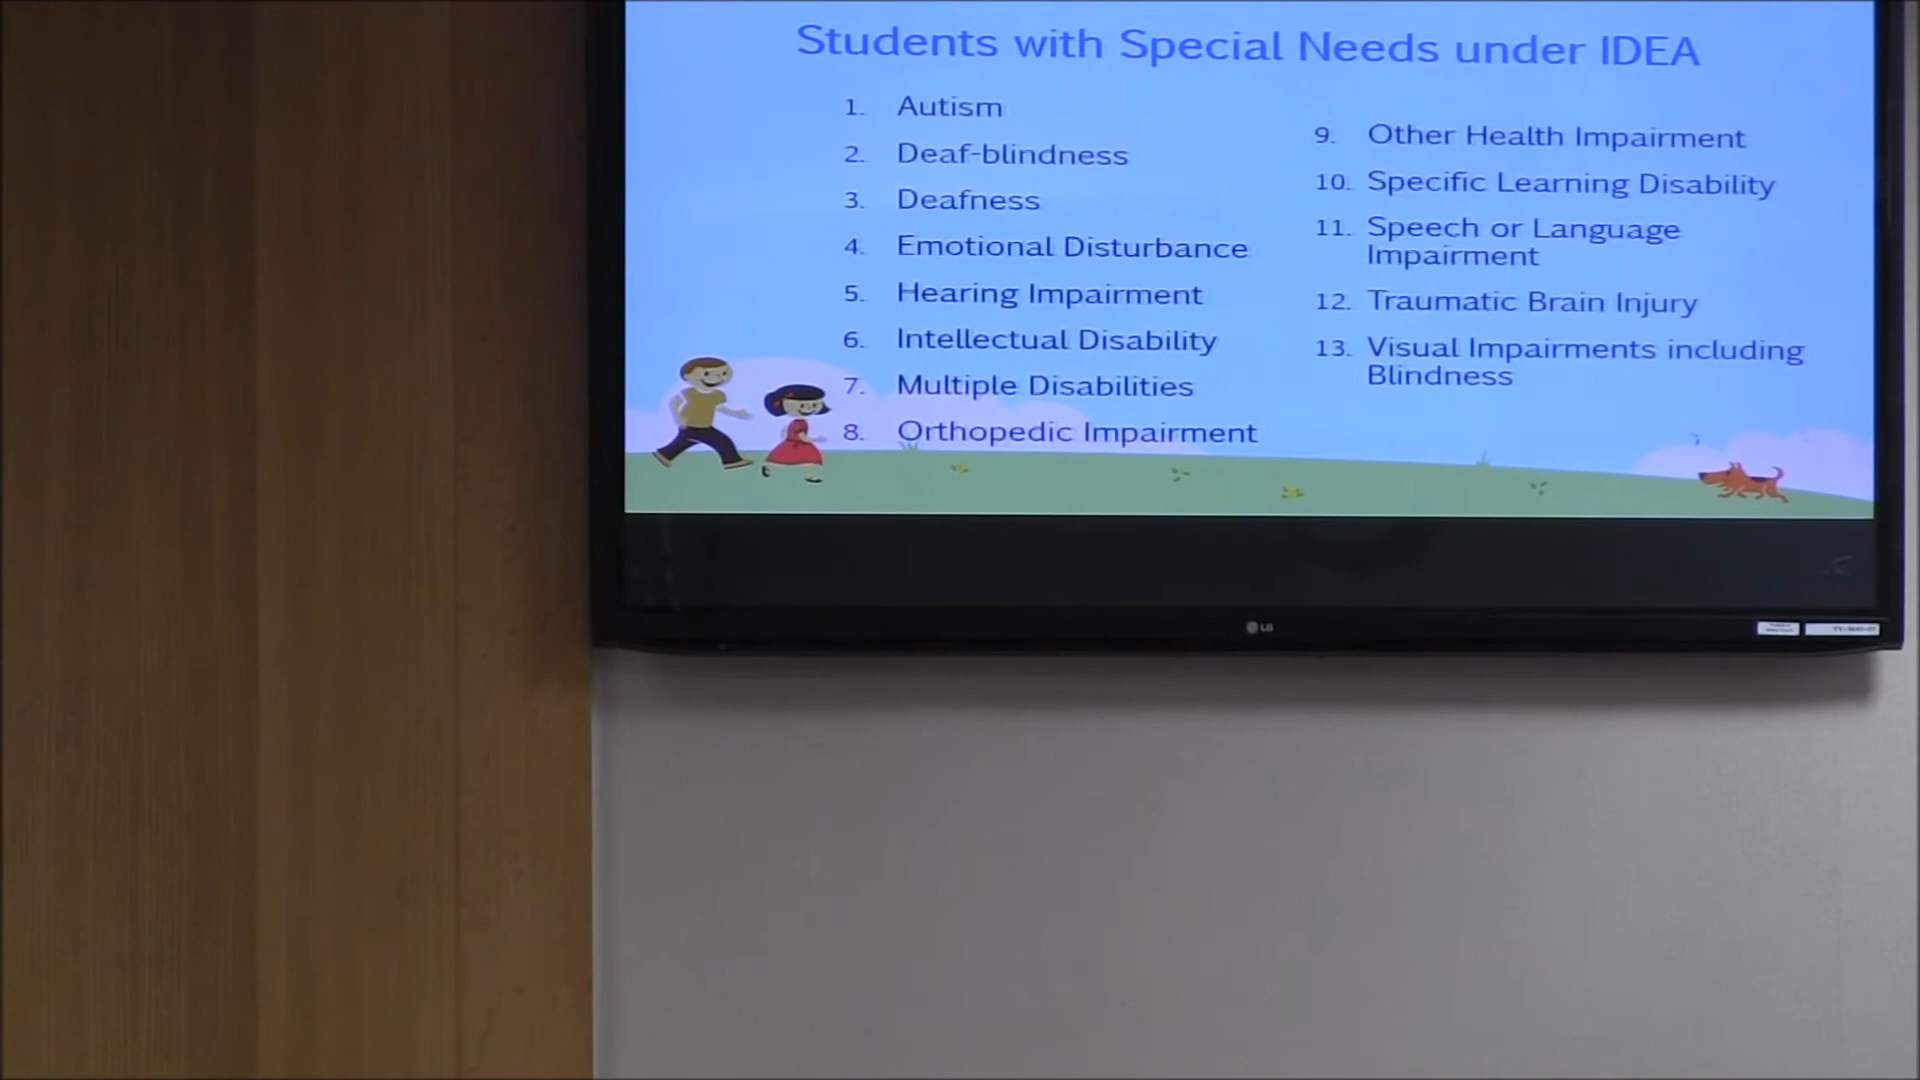 Students with Special Needs under IDEA
1. Autism
2. Deaf-blindness
3. Deafness
4. Emotional Disturbance
5. Hearing Impairment
6. Intellectual Disability
7. Multiple Disabilities
8. Orthopedic Impairment
9. Other Health Impairment
10. Specific Learning Disability
11. Speech or Language
Impairment
12. Traumatic Brain Injury
13. Visual Impairments including
Blindness
LG